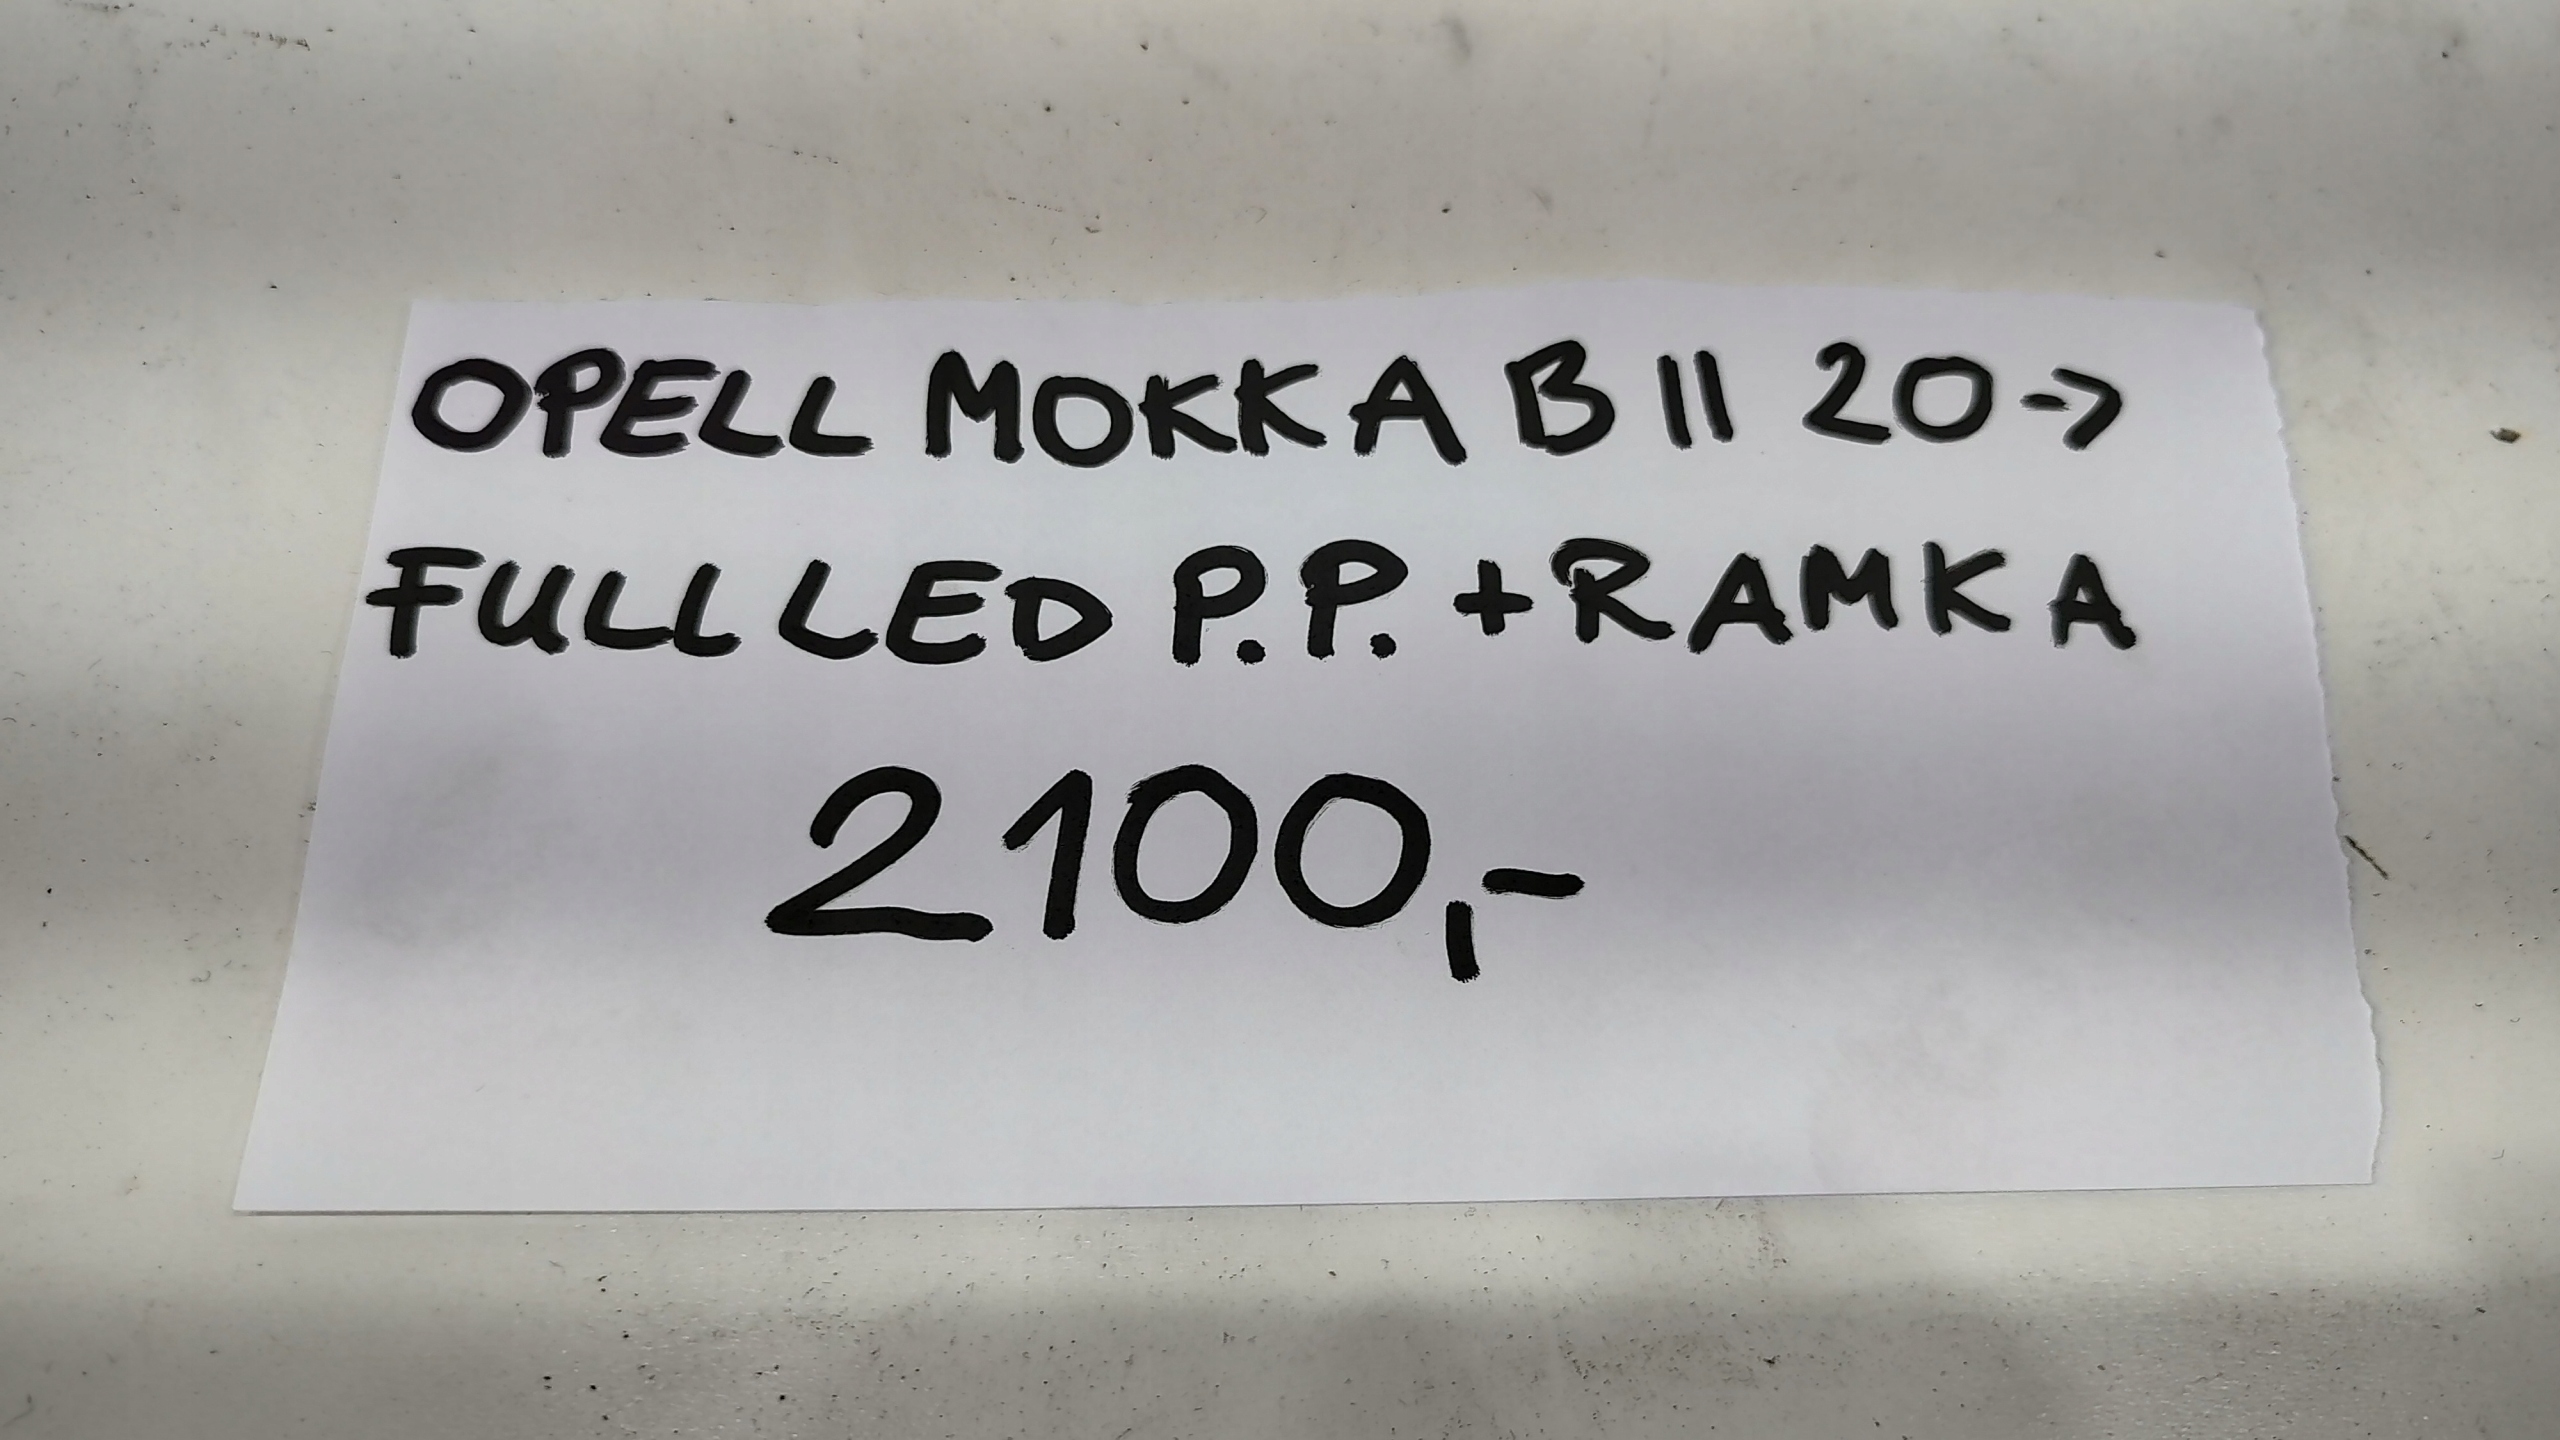 OPELL MOKKA B II 20->
FULL LED P.P. + RAMKA
2100,-